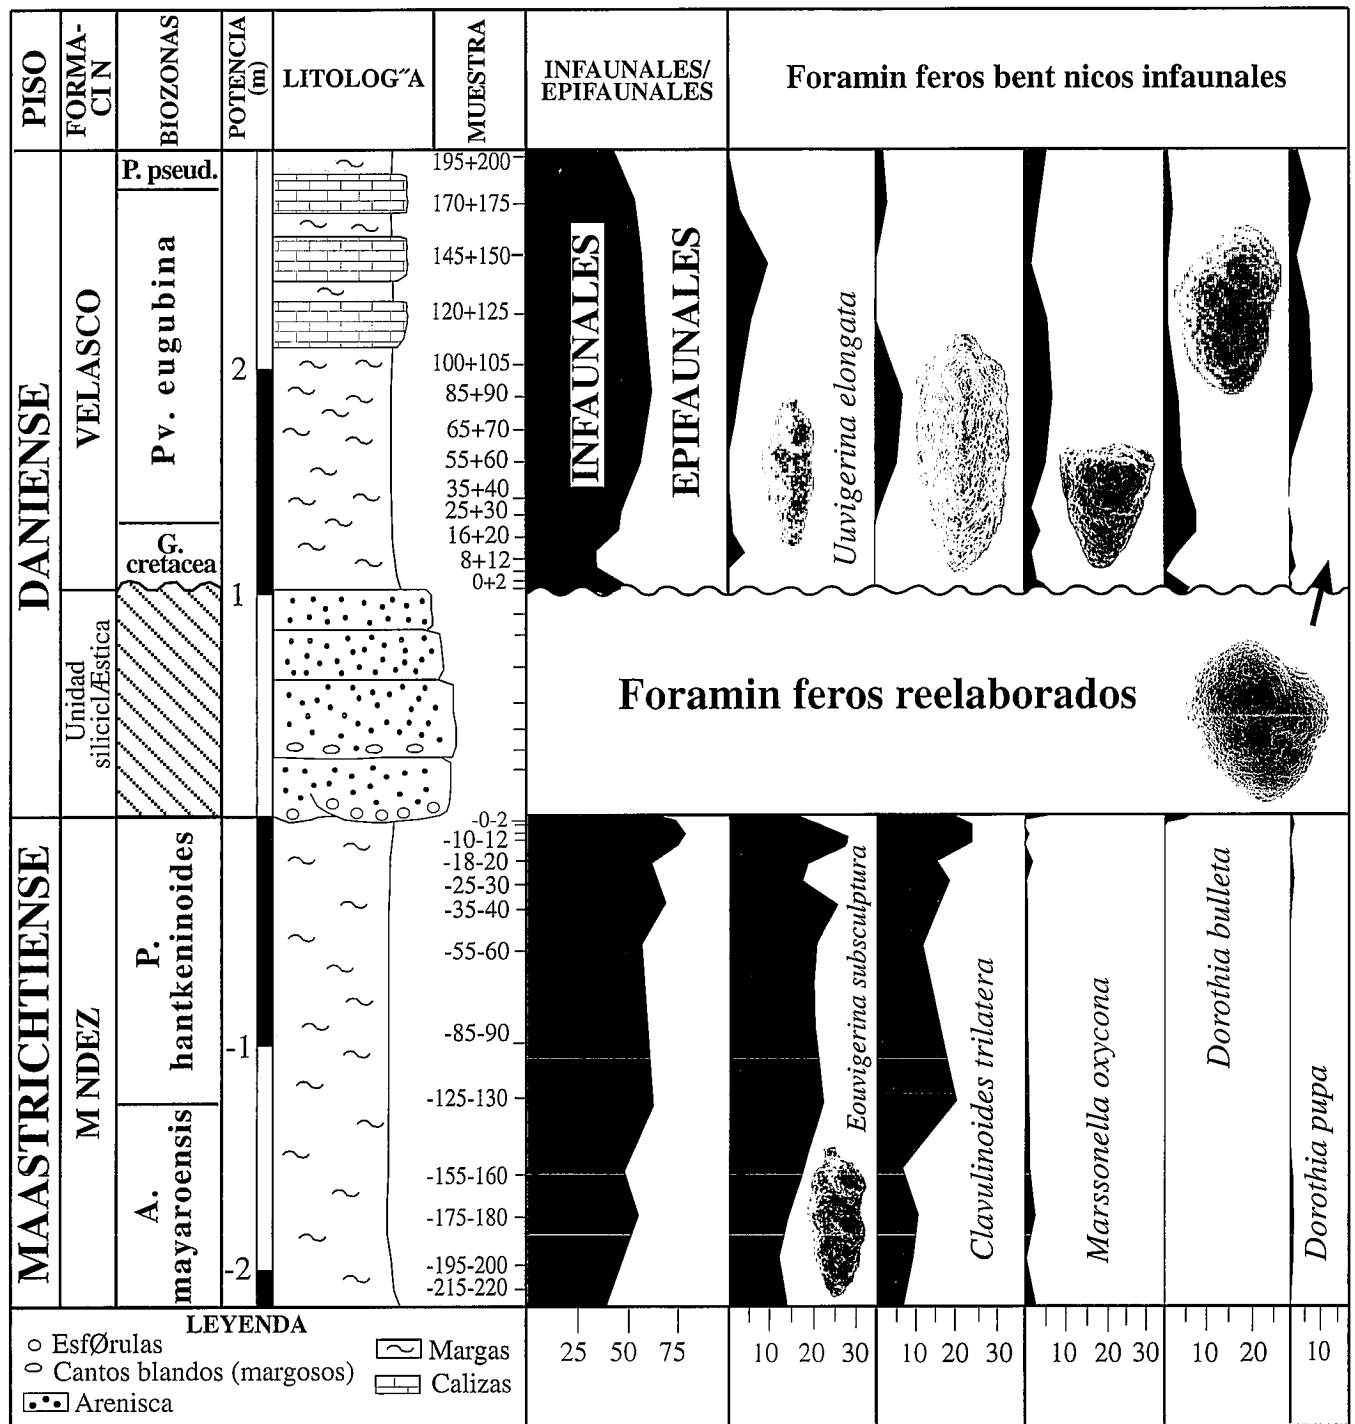 PISO
FORMA-
CI N
BIOZONAS
POTENCIA
(m)
LITOLOG˝A
MUESTRA
INFAUNALES/
EPIFAUNALES
Foramin feros bent nicos infaunales
DANIENSE
MAASTRICHTIENSE
VELASCO
Unidad
silicicl/Estica
M NDEZ
P. pseud.
Pv. eugubina
G.
cretacea
P.
hantkeninoides
A.
mayaroensis
2
1
-1
-2
195+200
170+175
145+150
120+125
100+105
85+90
65+70
55+60
35+40
25+30
16+20
8+12
0+2
-0-2
-10-12
-18-20
-25-30
-35-40
-55-60
-85-90
-125-130
-155-160
-175-180
-195-200
-215-220
INFAUNALES
EPIFAUNALES
Uuvigerina elongata
Foramin feros reelaborados
Eouvigerina subsculptura
Clavulinoides trilatera
Marssonella oxycona
Dorothia bulleta
Dorothia pupa
25 50 75
10 20 30
10 20 30
10 20 30
10 20
10
LEYENDA
EsfØrulas
Cantos blandos (margosos)
Arenisca
Margas
Calizas